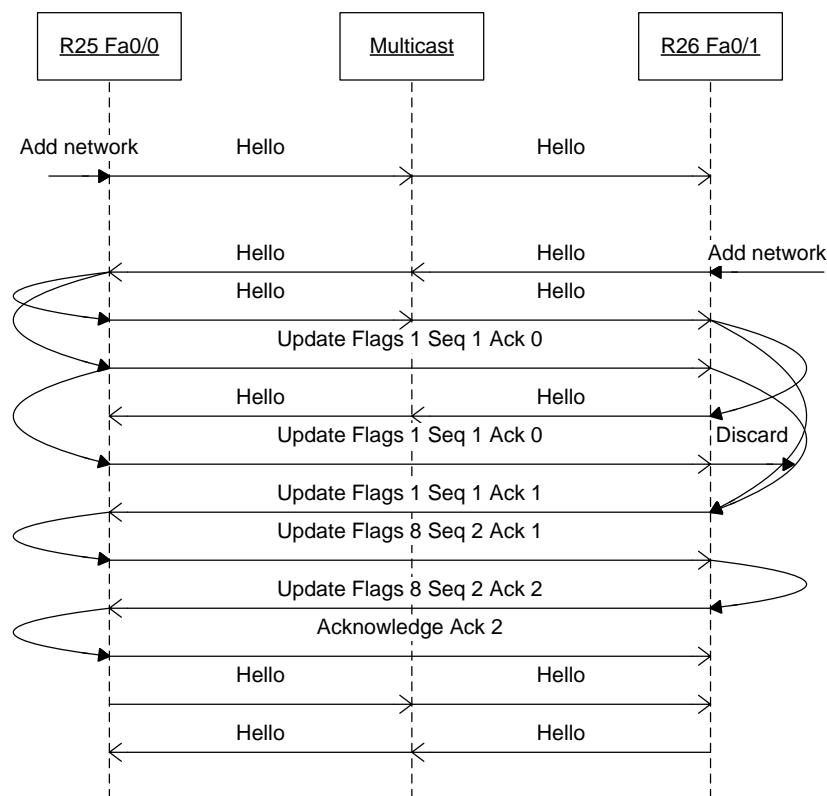 R25 Fa0/0 Multicast R26 Fa0/1
Add network Hello Hello
Hello Hello Add network
Hello Hello
Update Flags 1 Seq 1 Ack 0
Hello Hello
Update Flags 1 Seq 1 Ack 0 Discard
Update Flags 1 Seq 1 Ack 1
Update Flags 8 Seq 2 Ack 1
Update Flags 8 Seq 2 Ack 2
Acknowledge Ack 2
Hello Hello
Hello Hello